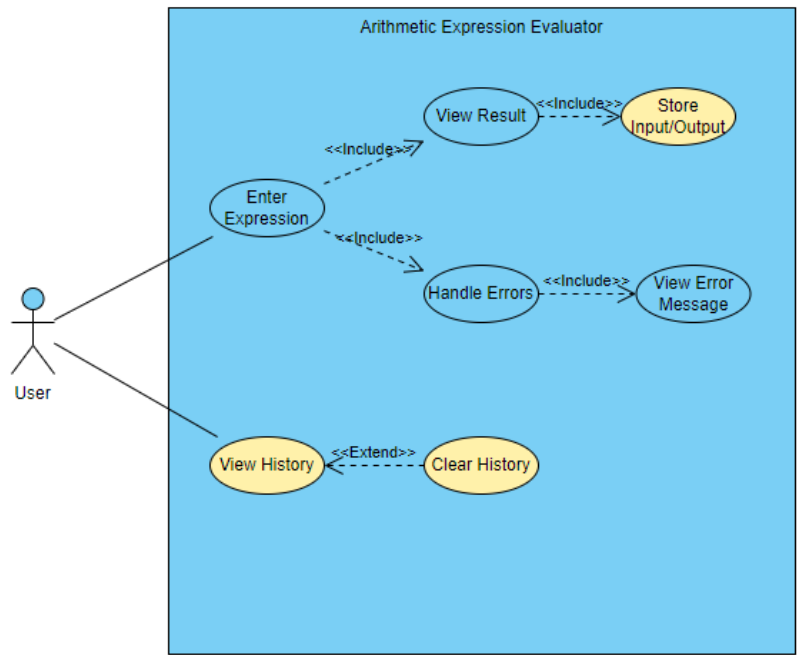 Arithmetic Expression Evaluator
View Result
<<Include>>
Store
Input/Output
<<Include>>
Enter
Expression
<<Include>>
Handle Errors
<<Include>>
View Error
Message
User
View History
<<Extend>>
Clear History